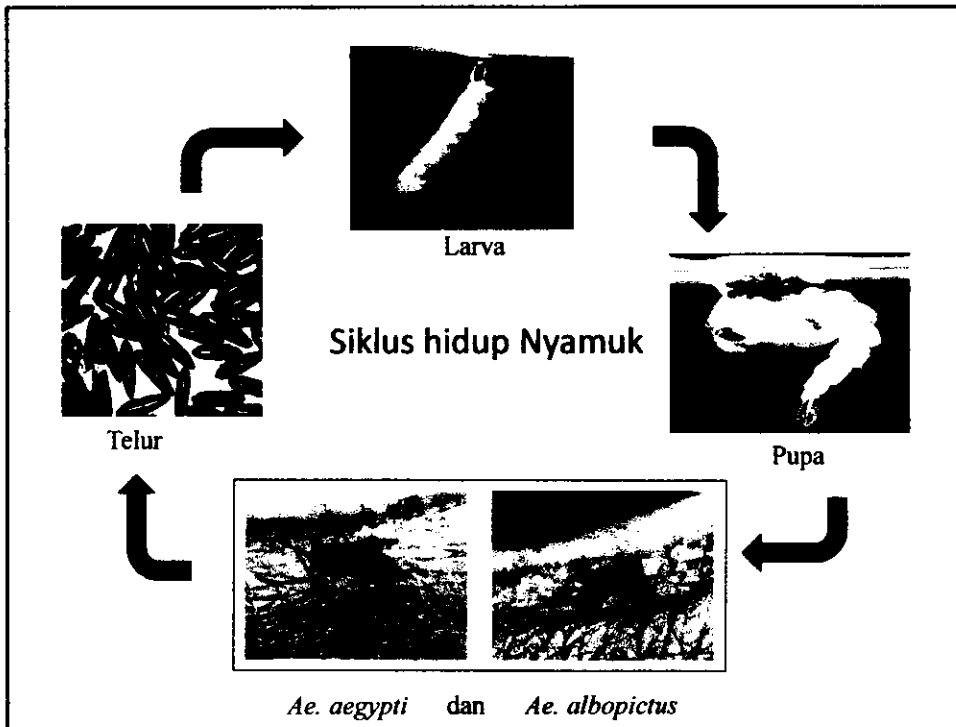 Larva
Siklus hidup Nyamuk
Telur
Pupa
Ae. aegypti dan Ae. albopictus